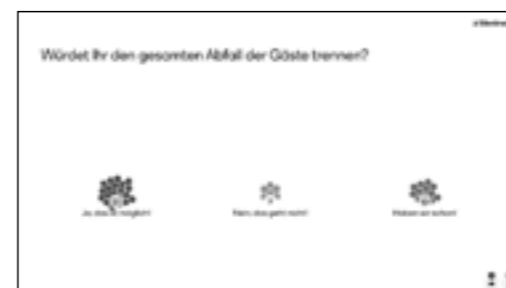 Würdet Ihr den gesamten Abfall der Gäste trennen?
Ja, das ist möglich!
Nein, das geht nicht!
Haben wir schon!